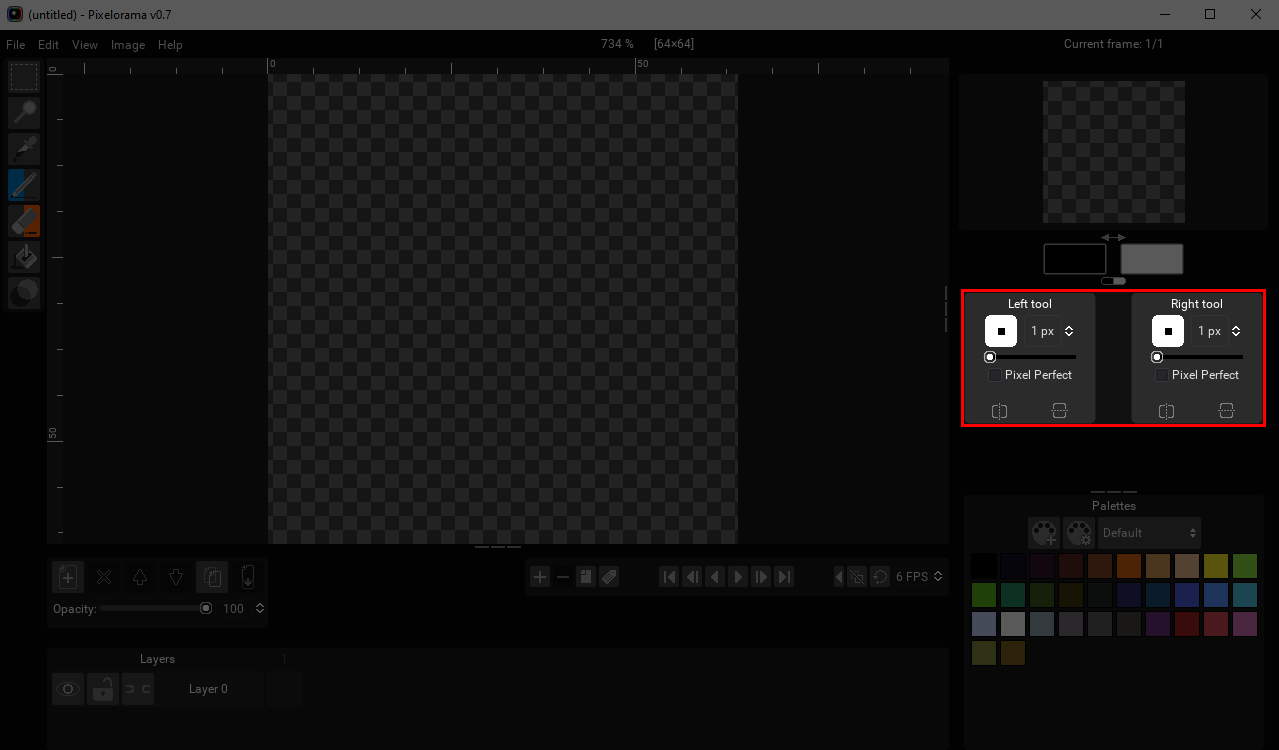 (untitled) - Pixelorama v0.7
File Edit View Image Help
734 % [64×64]
Current frame: 1/1
0 50
0
50
Left tool
1 px
Pixel Perfect
Right tool
1 px
Pixel Perfect
Palettes
Default
6 FPS
Opacity: 100
Layers 1
Layer 0